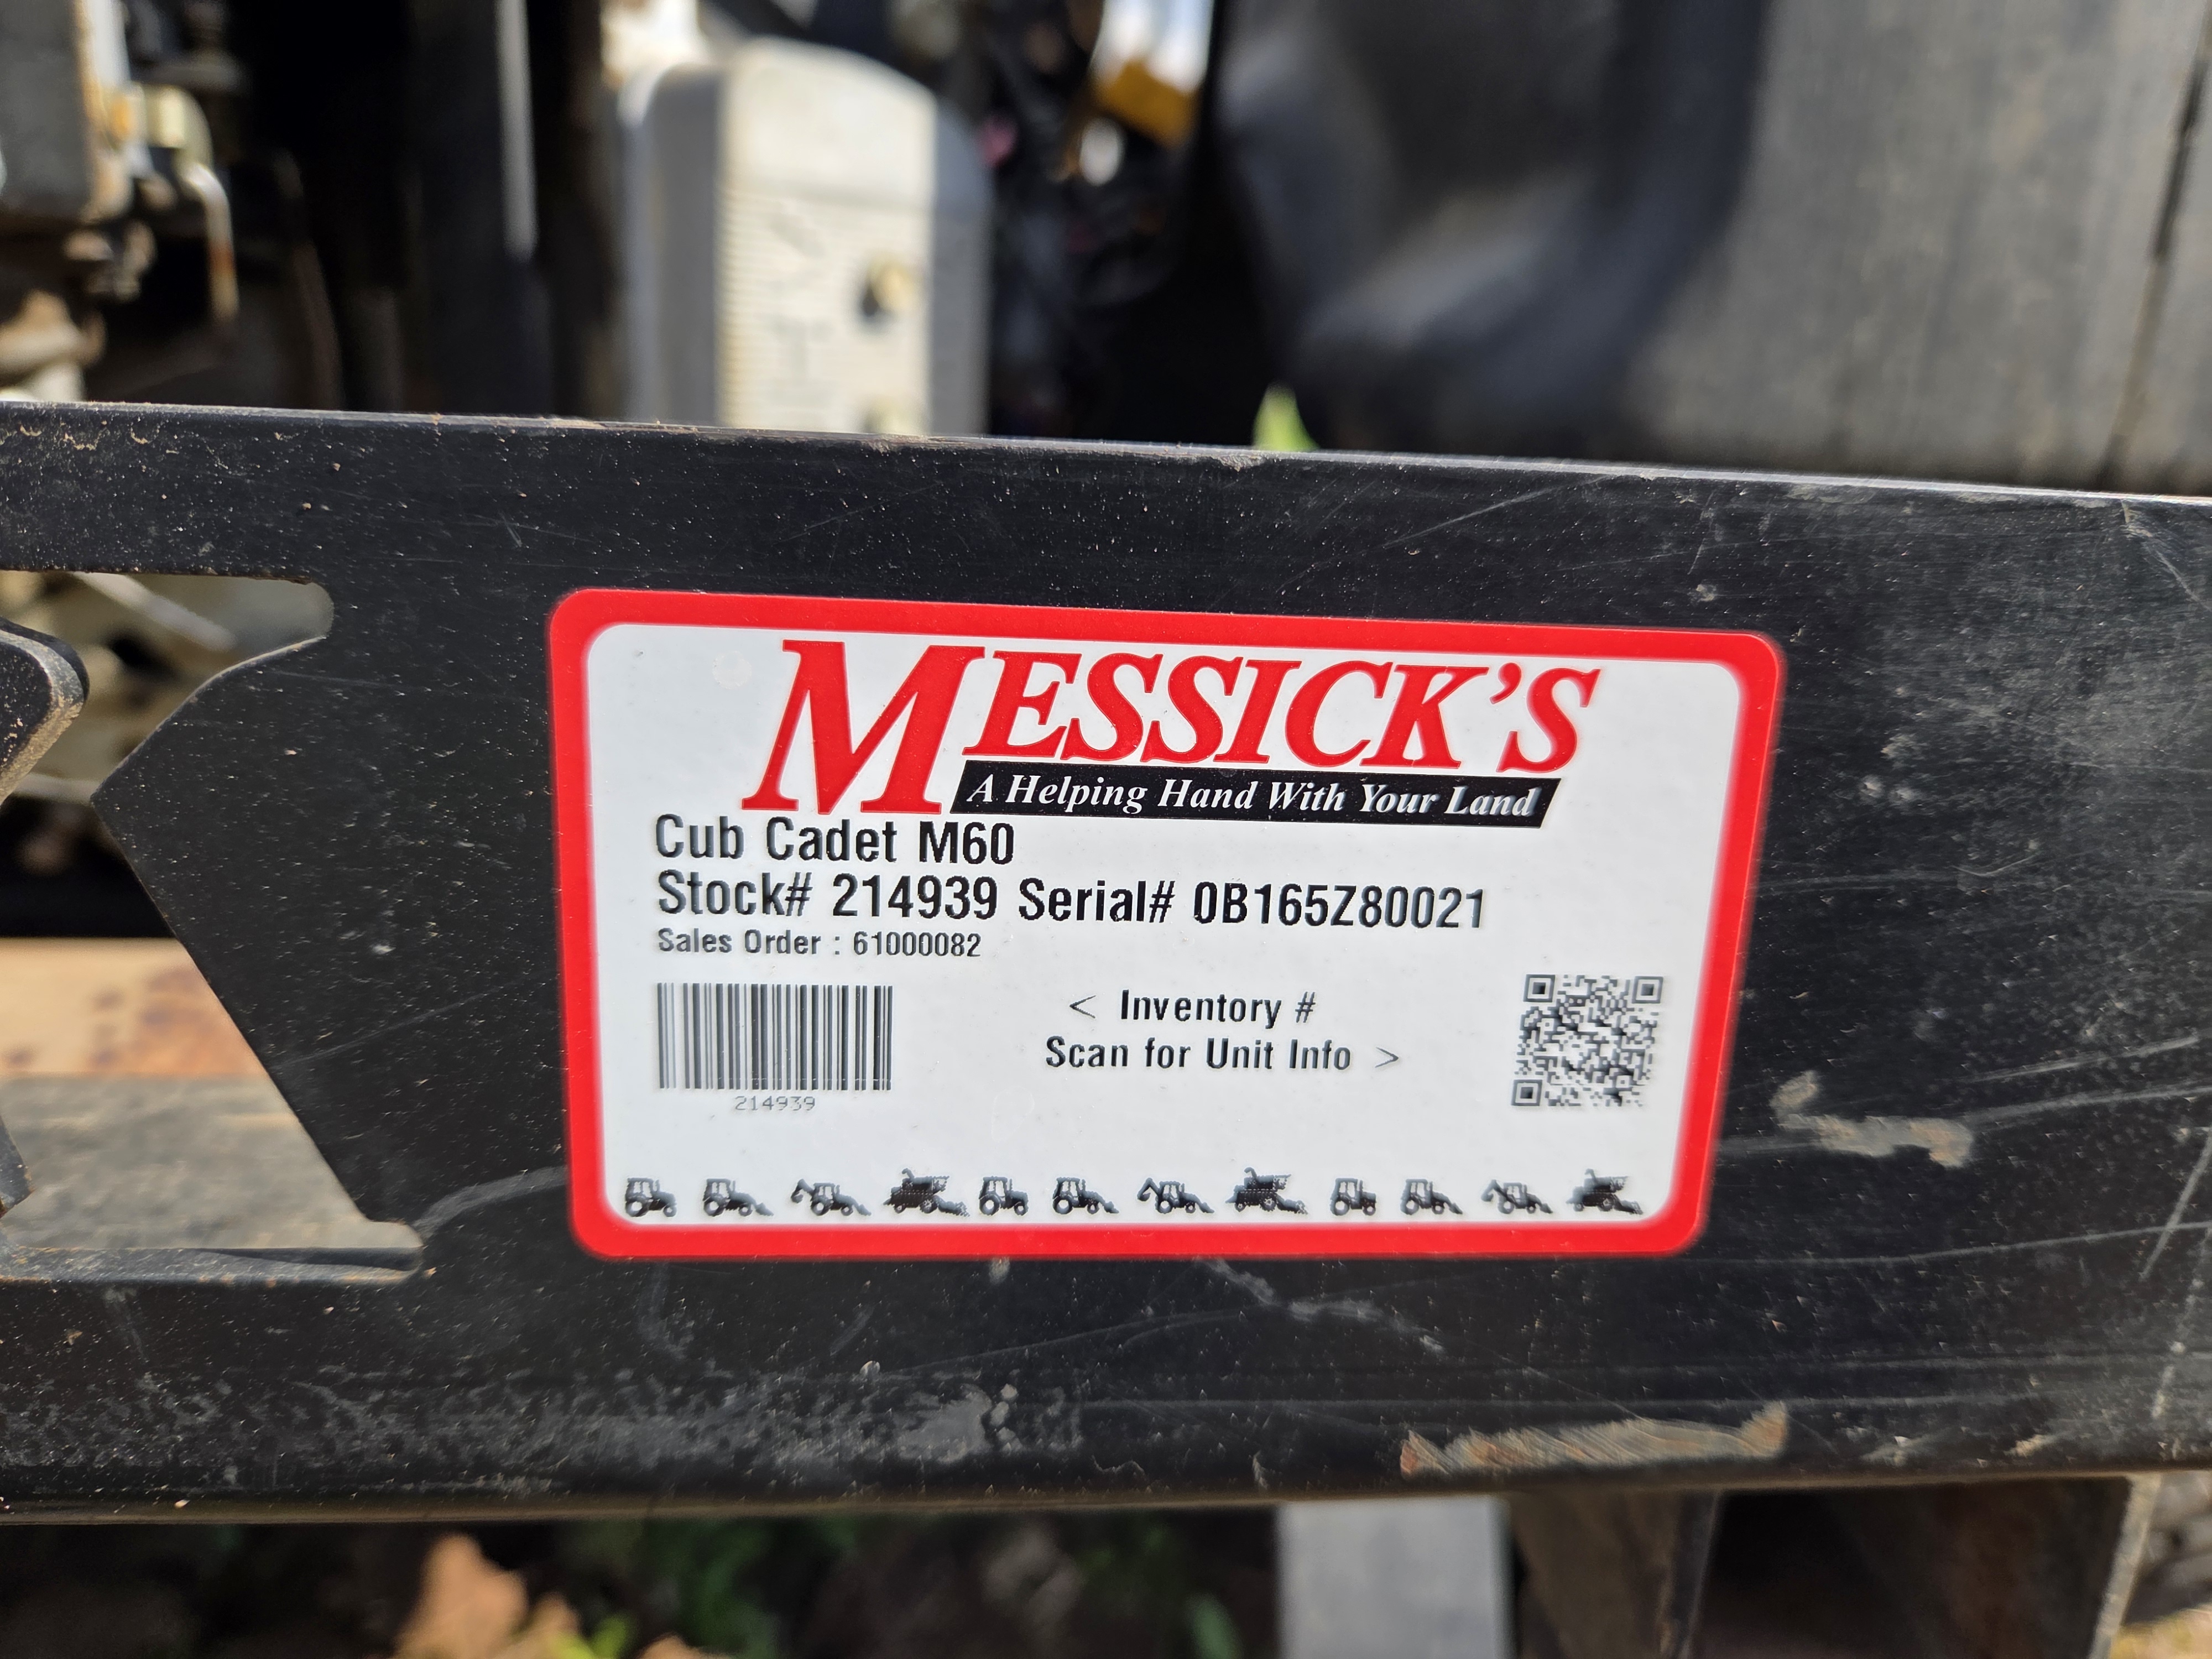 MESSICK'S
A Helping Hand With Your Land
Cub Cadet M60
Stock# 214939 Serial# 0B165Z80021
Sales Order : 61000082
< Inventory #
Scan for Unit Info >
214939